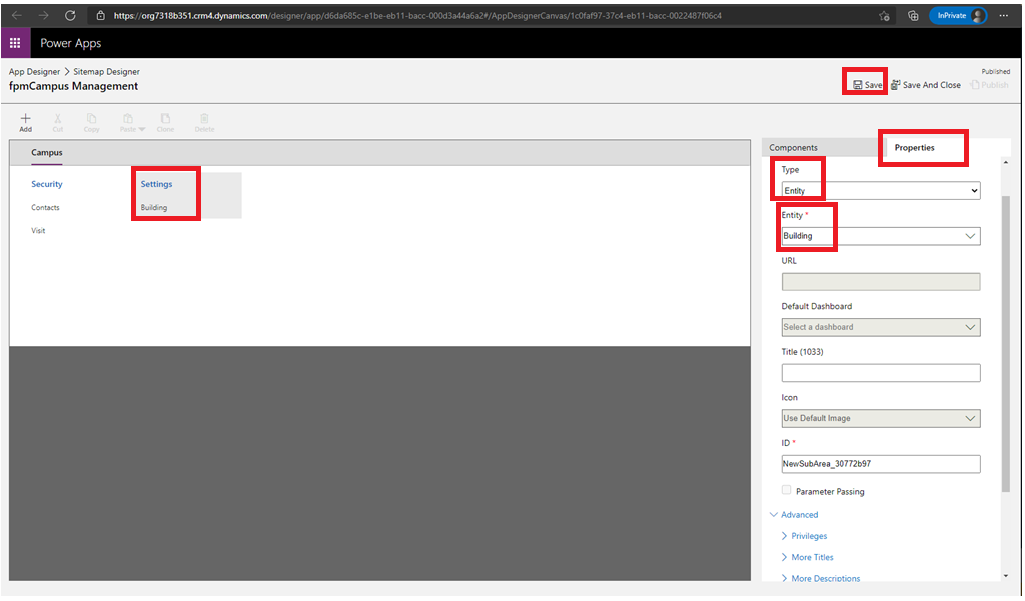 https://org7318b351.crm4.dynamics.com/designer/app/d6da685c-e1be-eb11-bacc-000d3a44a6a2#/AppDesignerCanvas/1c0faf97-37c4-eb11-bacc-0022487f06c4
InPrivate
Power Apps
App Designer > Sitemap Designer
Published
fpmCampus Management
Save
Save And Close
Publish
Add
Cut
Copy
Paste
Clone
Delete
Campus
Security
Settings
Contacts
Building
Visit
Components
Properties
Type
Entity
Entity *
Building
URL
Default Dashboard
Select a dashboard
Title (1033)
Icon
Use Default Image
ID *
NewSubArea_30772b97
Parameter Passing
Advanced
Privileges
More Titles
More Descriptions